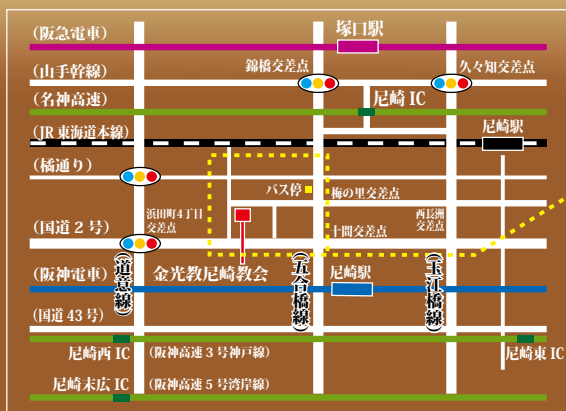 (阪急電車)
塚口駅
(山手幹線)
錦橋交差点
久々知交差点
(名神高速)
尼崎 IC
(JR 東海道本線)
尼崎駅
(橘通り)
バス停
梅の里交差点
浜田町4丁目
交差点
西長洲
交差点
(国道 2 号)
十間交差点
(道意線)
(五合橋線)
(玉江橋線)
(阪神電車)
金光教尼崎教会
尼崎駅
(国道 43 号)
尼崎西 IC
(阪神高速 3 号神戸線)
尼崎東 IC
尼崎末広 IC
(阪神高速 5 号湾岸線)